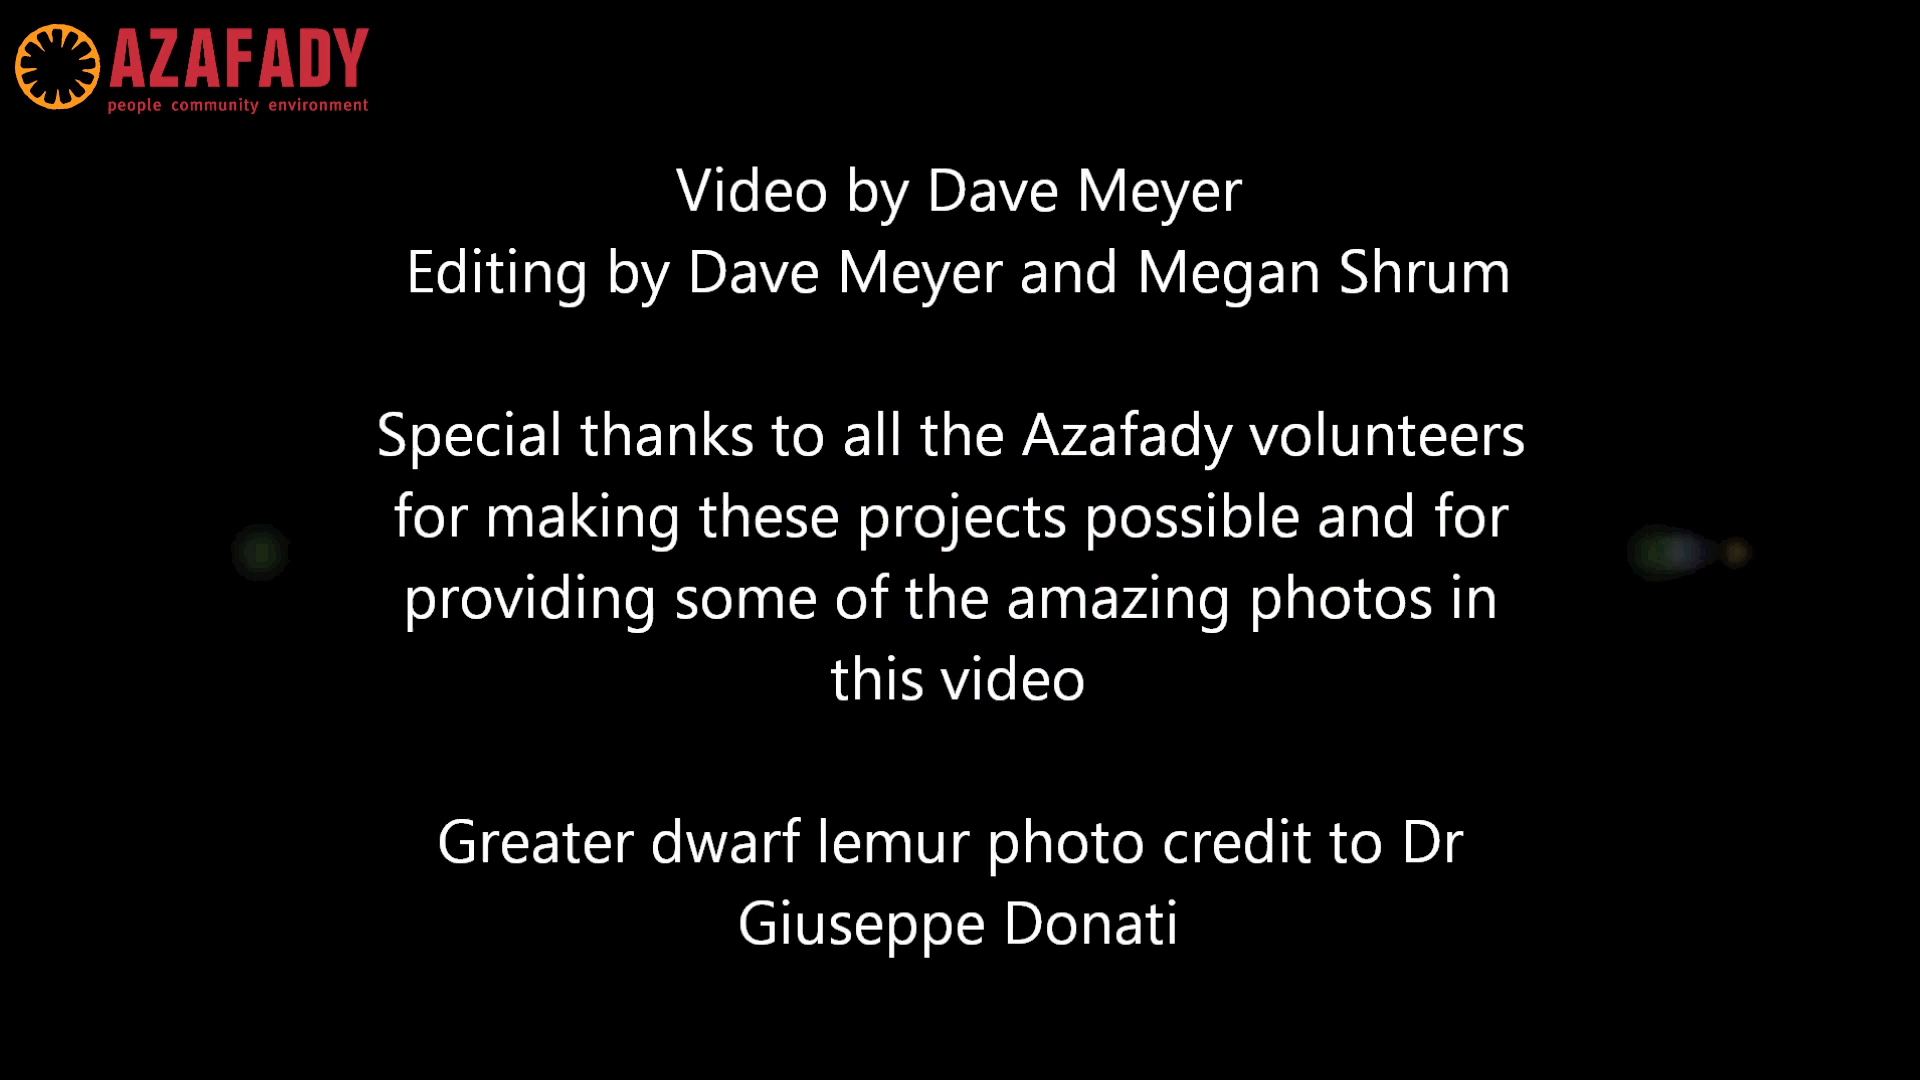 AZAFADY
people community environment
Video by Dave Meyer
Editing by Dave Meyer and Megan Shrum
Special thanks to all the Azafady volunteers
for making these projects possible and for
providing some of the amazing photos in
this video
Greater dwarf lemur photo credit to Dr
Giuseppe Donati